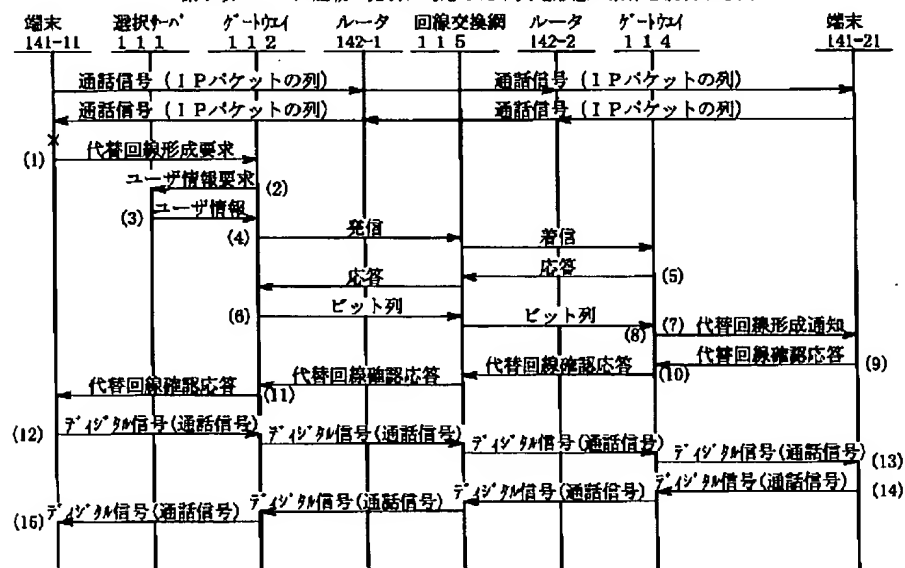 端末 選択サーバ ゲートウエイ ルータ 回線交換網 ルータ ゲートウエイ 端末
141-11 111 112 142-1 115 142-2 114 141-21
通話信号(IPパケットの列) 通話信号(IPパケットの列)
通話信号(IPパケットの列) 通話信号(IPパケットの列)
(1) 代替回線形成要求
ユーザ情報要求 (2)
(3) ユーザ情報
(4) 発信 着信
応答 応答 (5)
(6) ビット列 ビット列 (8) (7) 代替回線形成通知
代替回線確認応答 (11) 代替回線確認応答 代替回線確認応答 (10) 代替回線確認応答 (9)
(12) ディジタル信号(通話信号) ディジタル信号(通話信号) ディジタル信号(通話信号) ディジタル信号(通話信号) (13)
(15) ディジタル信号(通話信号) ディジタル信号(通話信号) ディジタル信号(通話信号) ディジタル信号(通話信号) (14)